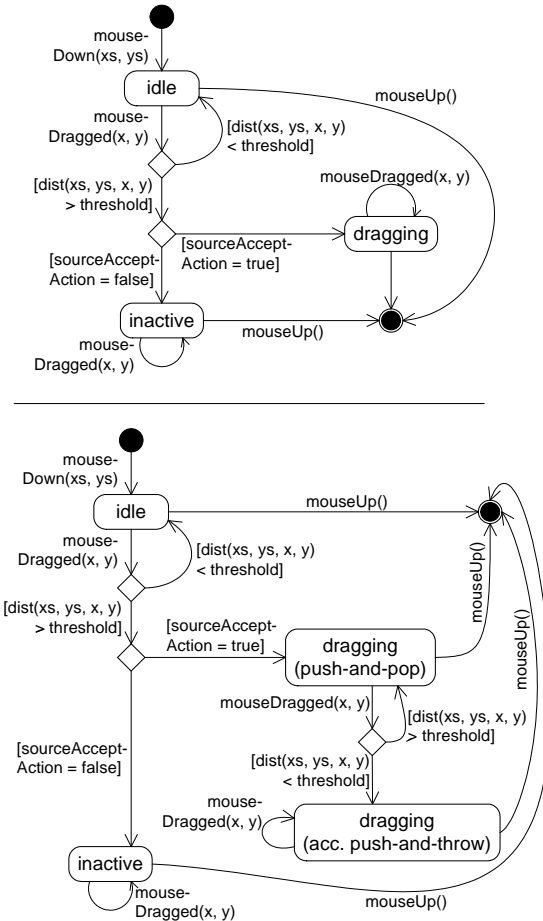 mouse-
Down(xs, ys)
idle
mouseUp()
mouse-
Dragged(x, y)
[dist(xs, ys, x, y)
< threshold]
[dist(xs, ys, x, y)
> threshold]
mouseDragged(x, y)
dragging
[sourceAccept-
Action = false]
[sourceAccept-
Action = true]
inactive
mouseUp()
mouse-
Dragged(x, y)
mouse-
Down(xs, ys)
idle
mouseUp()
mouse-
Dragged(x, y)
[dist(xs, ys, x, y)
< threshold]
[dist(xs, ys, x, y)
> threshold]
[sourceAccept-
Action = true]
dragging
(push-and-pop)
mouseUp()
mouseUp()
mouseDragged(x, y)
[dist(xs, ys, x, y)
> threshold]
[sourceAccept-
Action = false]
[dist(xs, ys, x, y)
< threshold]
mouse-
Dragged(x, y)
dragging
(acc. push-and-throw)
inactive
mouse-
Dragged(x, y)
mouseUp()